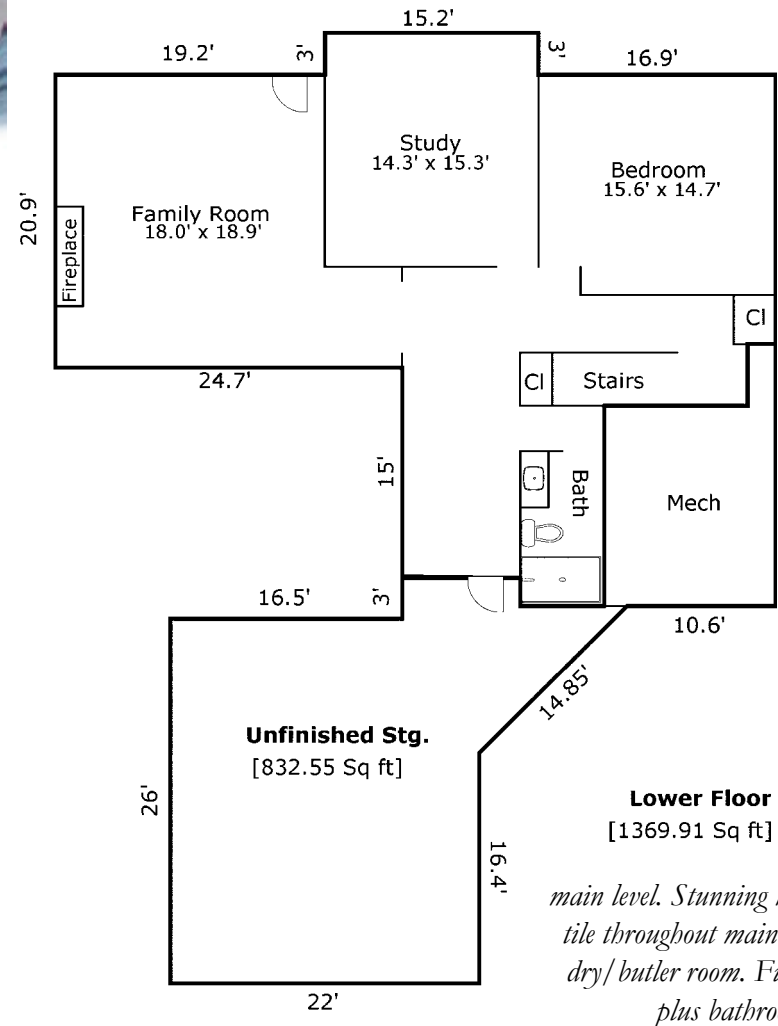 15.2'
19.2'
3'
3'
16.9'
Study
14.3' x 15.3'
Bedroom
15.6' x 14.7'
20.9'
Family Room
18.0' x 18.9'
Fireplace
Cl
24.7'
Cl
Stairs
15'
Bath
Mech
16.5'
3'
10.6'
14.85'
Unfinished Stg.
[832.55 Sq ft]
26'
Lower Floor
[1369.91 Sq ft]
16.4'
main level. Stunning
tile throughout main
dry/butler room.
plus
22'